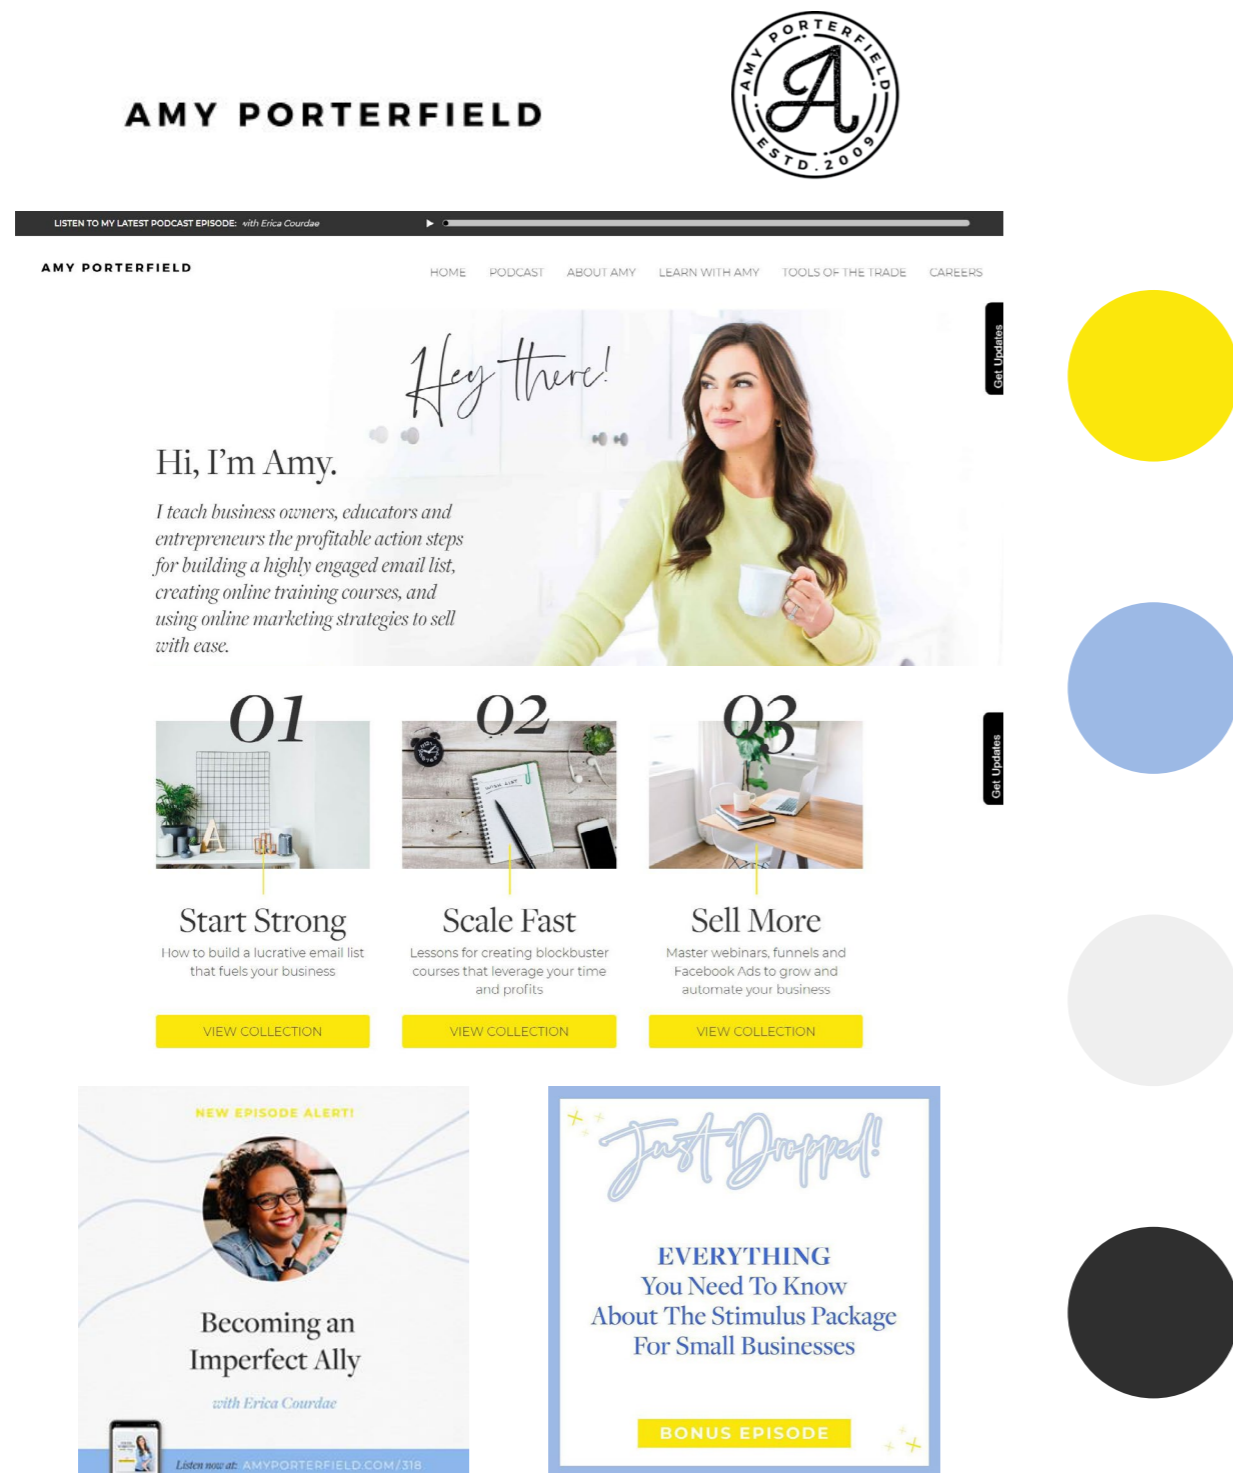 AMY PORTERFIELD
AMY PORTERFIELD
A
ESTD.2009
LISTEN TO MY LATEST PODCAST EPISODE: with Erica Courdae
AMY PORTERFIELD
HOME PODCAST ABOUT AMY LEARN WITH AMY TOOLS OF THE TRADE CAREERS
Get Updates
Hey there!
Hi, I'm Amy.
I teach business owners, educators and
entrepreneurs the profitable action steps
for building a highly engaged email list,
creating online training courses, and
using online marketing strategies to sell
with ease.
01 02 03
Get Updates
A
Start Strong
How to build a lucrative email list
that fuels your business
VIEW COLLECTION
Scale Fast
Lessons for creating blockbuster
courses that leverage your time
and profits
VIEW COLLECTION
Sell More
Master webinars, funnels and
Facebook Ads to grow and
automate your business
VIEW COLLECTION
NEW EPISODE ALERT!
Becoming an
Imperfect Ally
with Erica Courdae
Listen now at: AMYPORTERFIELD.COM/318
Just Dropped!
EVERYTHING
You Need To Know
About The Stimulus Package
For Small Businesses
BONUS EPISODE